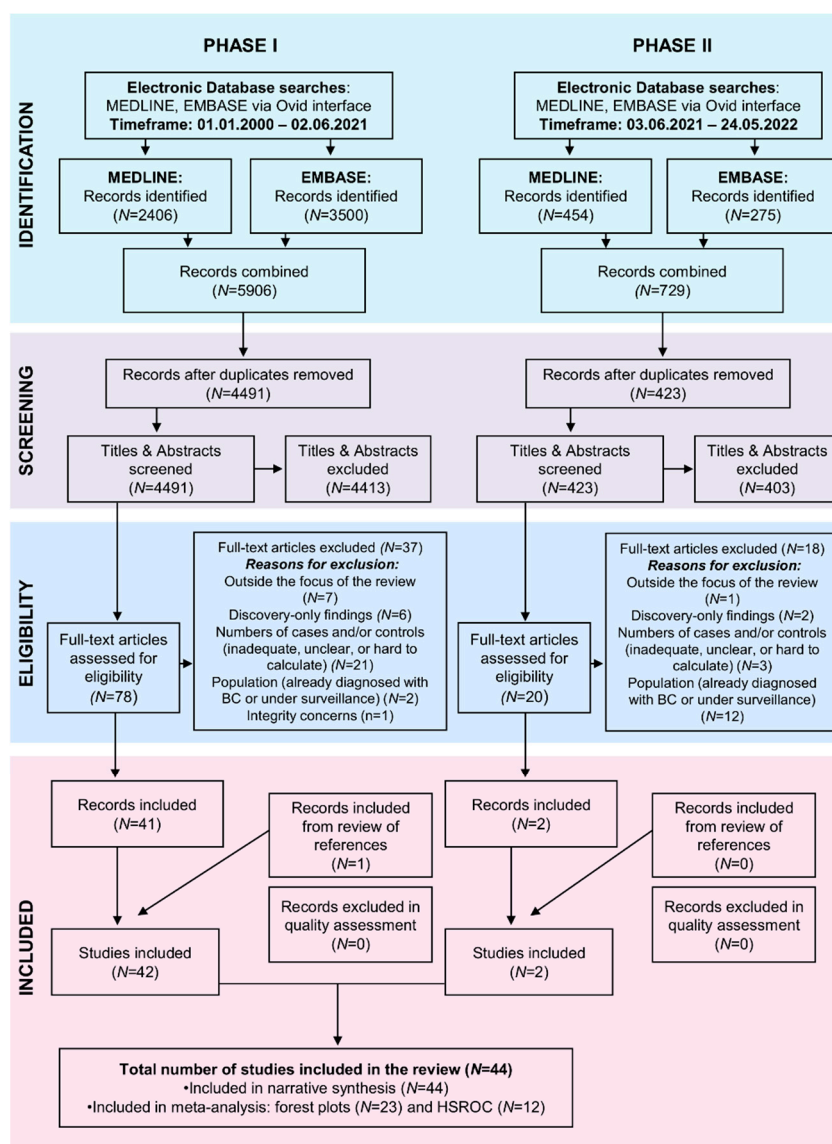 PHASE I
PHASE II
IDENTIFICATION
Electronic Database searches:
MEDLINE, EMBASE via Ovid interface
Timeframe: 01.01.2000 – 02.06.2021
Electronic Database searches:
MEDLINE, EMBASE via Ovid interface
Timeframe: 03.06.2021 – 24.05.2022
MEDLINE:
Records identified
(N=2406)
EMBASE:
Records identified
(N=3500)
MEDLINE:
Records identified
(N=454)
EMBASE:
Records identified
(N=275)
Records combined
(N=5906)
Records combined
(N=729)
SCREENING
Records after duplicates removed
(N=4491)
Records after duplicates removed
(N=423)
Titles & Abstracts
screened
(N=4491)
Titles & Abstracts
excluded
(N=4413)
Titles & Abstracts
screened
(N=423)
Titles & Abstracts
excluded
(N=403)
ELIGIBILITY
Full-text articles
assessed for
eligibility
(N=78)
Full-text articles excluded (N=37)
Reasons for exclusion:
Outside the focus of the review
(N=7)
Discovery-only findings (N=6)
Numbers of cases and/or controls
(inadequate, unclear, or hard to
calculate) (N=21)
Population (already diagnosed with
BC or under surveillance) (N=2)
Integrity concerns (n=1)
Full-text articles
assessed for
eligibility
(N=20)
Full-text articles excluded (N=18)
Reasons for exclusion:
Outside the focus of the review
(N=1)
Discovery-only findings (N=2)
Numbers of cases and/or controls
(inadequate, unclear, or hard to
calculate) (N=3)
Population (already diagnosed
with BC or under surveillance)
(N=12)
INCLUDED
Records included
(N=41)
Records included
from review of
references
(N=1)
Records included
(N=2)
Records included
from review of
references
(N=0)
Records excluded in
quality assessment
(N=0)
Records excluded in
quality assessment
(N=0)
Studies included
(N=42)
Studies included
(N=2)
Total number of studies included in the review (N=44)
•Included in narrative synthesis (N=44)
•Included in meta-analysis: forest plots (N=23) and HSROC (N=12)